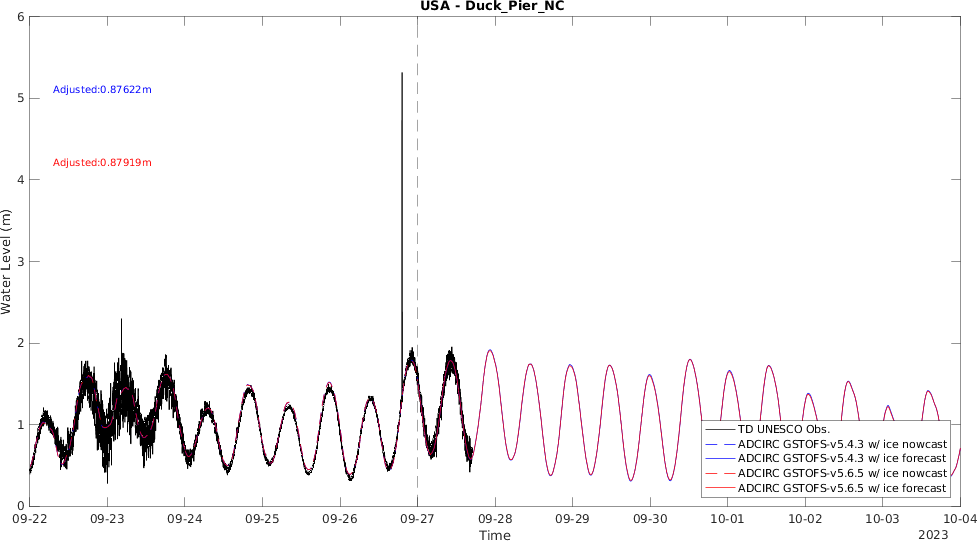 USA - Duck_Pier_NC
6
5
4
3
2
1
0
Water Level (m)
Adjusted:0.87622m
Adjusted:0.87919m
TD UNESCO Obs.
ADCIRC GSTOFS-v5.4.3 w/ ice nowcast
ADCIRC GSTOFS-v5.4.3 w/ ice forecast
ADCIRC GSTOFS-v5.6.5 w/ ice nowcast
ADCIRC GSTOFS-v5.6.5 w/ ice forecast
09-22 09-23 09-24 09-25 09-26 09-27 09-28 09-29 09-30 10-01 10-02 10-03 10-04
Time
2023